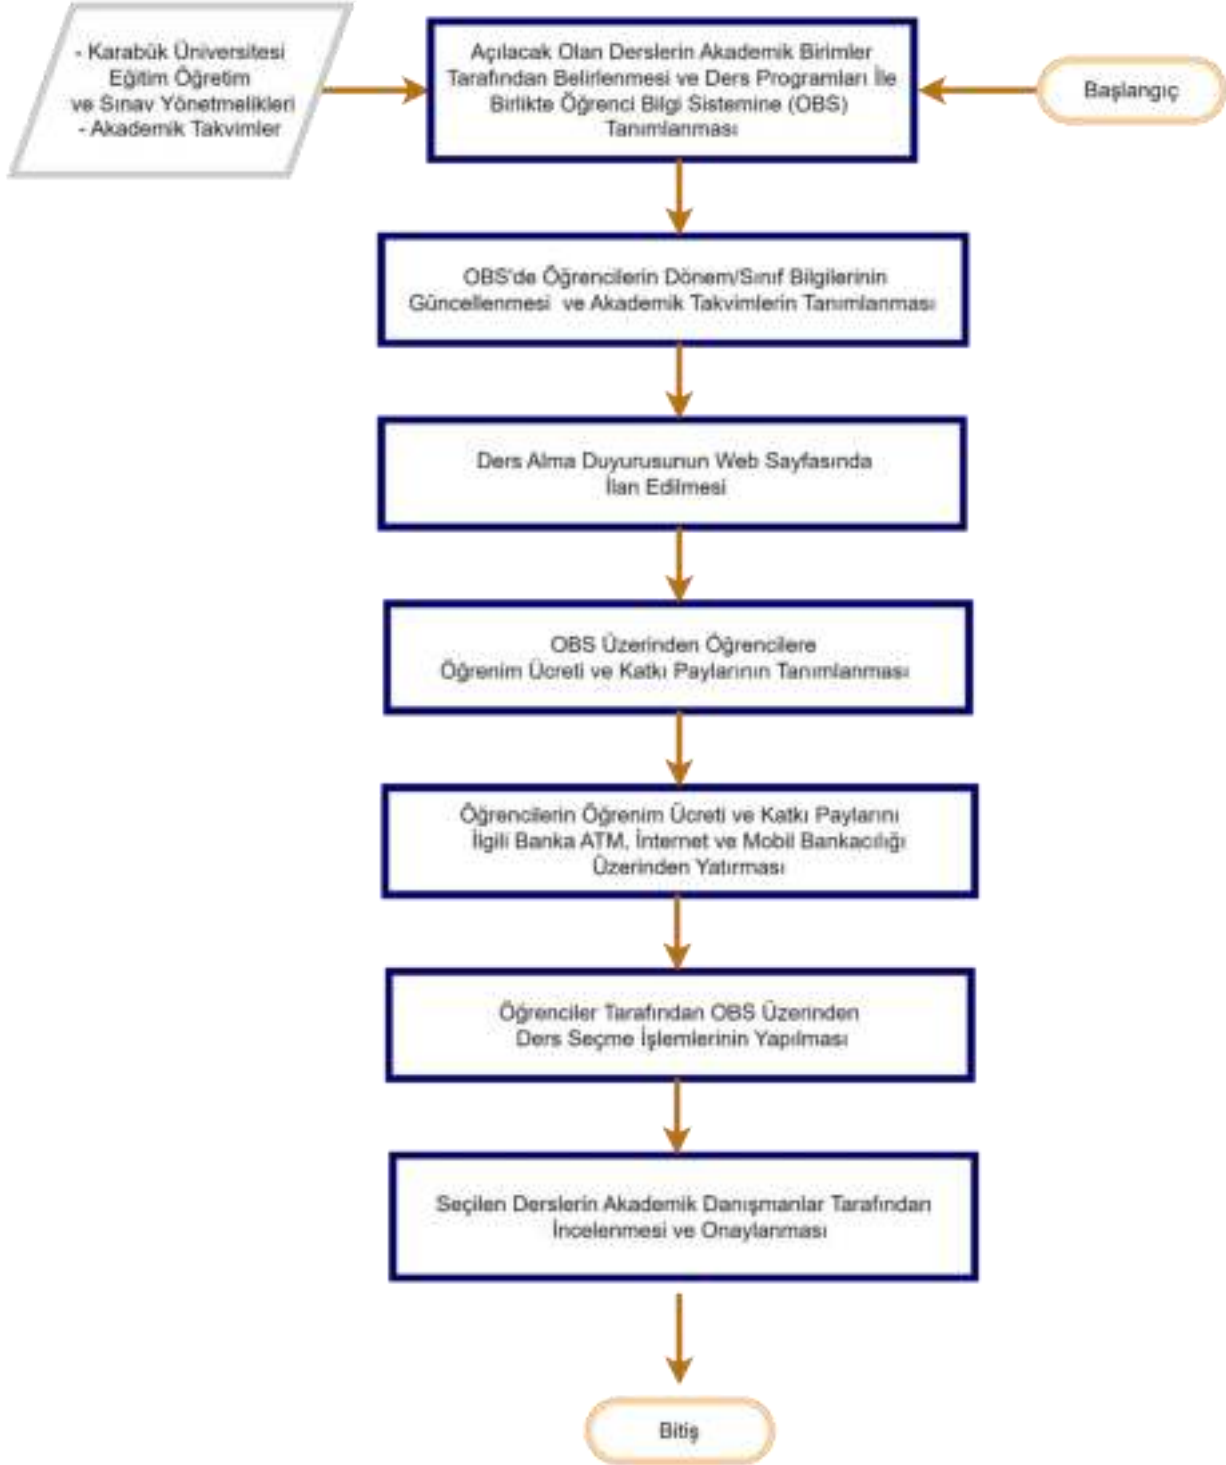 - Karabük Üniversitesi
Eğitim Öğretim
ve Sınav Yönetmelikleri
- Akademik Takvimler
Açılacak Olan Derslerin Akademik Birimler
Tarafından Belirlenmesi ve Ders Programları İle
Birlikte Öğrenci Bilgi Sistemine (OBS)
Tanımlanması
Başlangıç
OBS'de Öğrencilerin Dönem/Sınıf Bilgilerinin
Güncellenmesi ve Akademik Takvimlerin Tanımlanması
Ders Alma Duyurusunun Web Sayfasında
İlan Edilmesi
OBS Üzerinden Öğrencilere
Öğrenim Ücreti ve Katkı Paylarının Tanımlanması
Öğrencilerin Öğrenim Ücreti ve Katkı Paylarını
İlgili Banka ATM, İnternet ve Mobil Bankacılığı
Üzerinden Yatırması
Öğrenciler Tarafından OBS Üzerinden
Ders Seçme İşlemlerinin Yapılması
Seçilen Derslerin Akademik Danışmanlar Tarafından
İncelenmesi ve Onaylanması
Bitiş